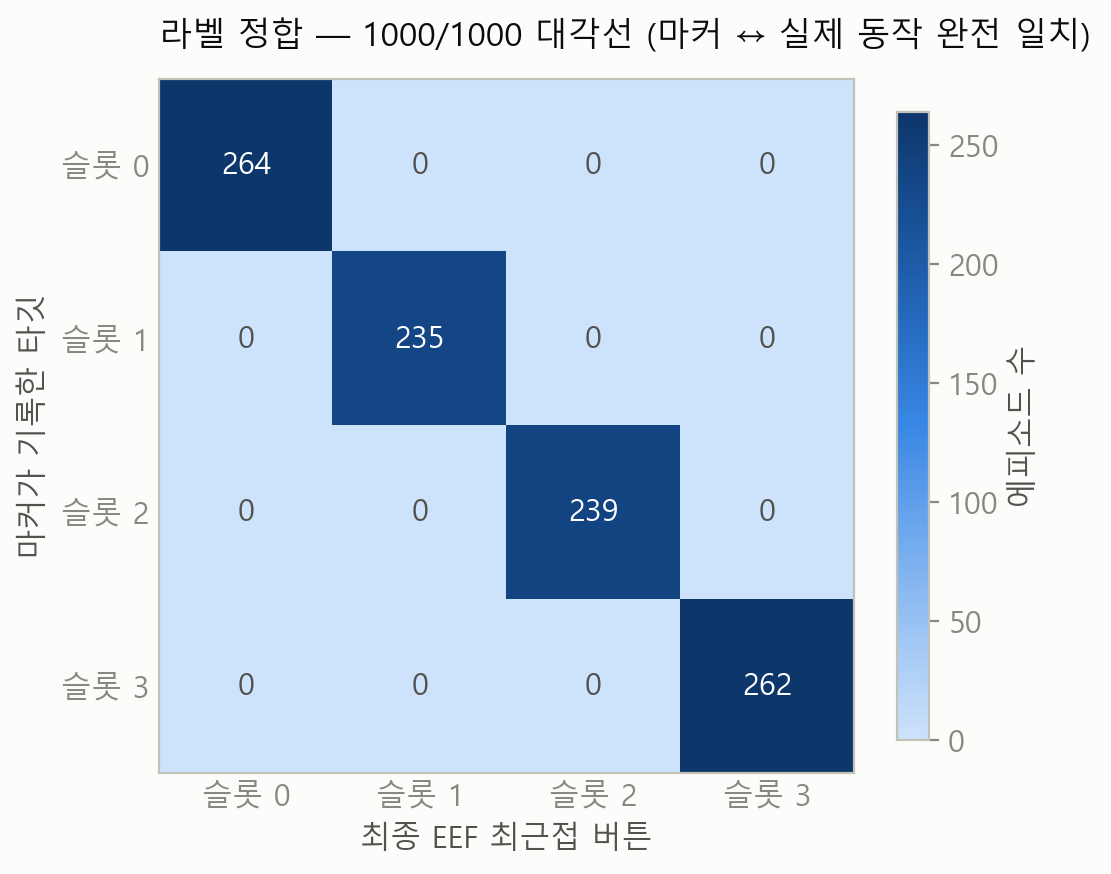 라벨 정합 — 1000/1000 대각선 (마커 ↔ 실제 동작 완전 일치)
마커가 기록한 타깃
슬롯 0
264 0 0 0
슬롯 1
0 235 0 0
슬롯 2
0 0 239 0
슬롯 3
0 0 0 262
슬롯 0 슬롯 1 슬롯 2 슬롯 3
최종 EEF 최근접 버튼
250
200
150
100
50
0
에피소드 수